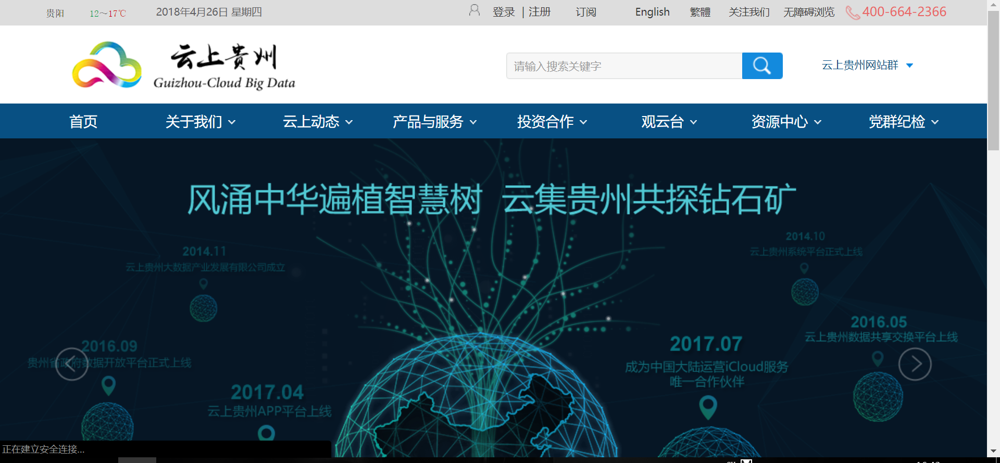 贵阳 12～17℃ 2018年4月26日 星期四 登录 | 注册 订阅 English 繁體 关注我们 无障碍浏览 400-664-2366
云上贵州
Guizhou-Cloud Big Data
请输入搜索关键字
云上贵州网站群
首页 关于我们 云上动态 产品与服务 投资合作 观云台 资源中心 党群纪检
风涌中华遍植智慧树 云集贵州共探钻石矿
2014.11
云上贵州大数据产业发展有限公司成立
2014.10
云上贵州系统平台正式上线
2016.09
贵州省政府数据开放平台正式上线
2017.04
云上贵州APP平台上线
2017.07
成为中国大陆运营iCloud服务
唯一合作伙伴
2016.05
云上贵州数据共享交换平台上线
正在建立安全连接...